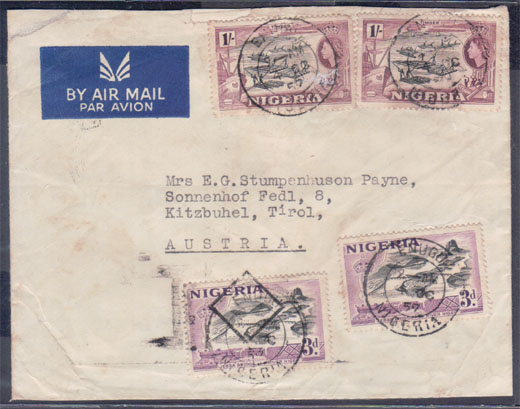 1/-
NIGERIA
1/-
NIGERIA
BY AIR MAIL
PAR AVION
Mrs E.G.Stumpenhuson Payne,
Sonnenhof Fedl, 8,
Kitzbuhel, Tirol,
AUSTRIA.
NIGERIA
3d
ENUGU
NIGERIA
NIGERIA
3d.
NIGERIA